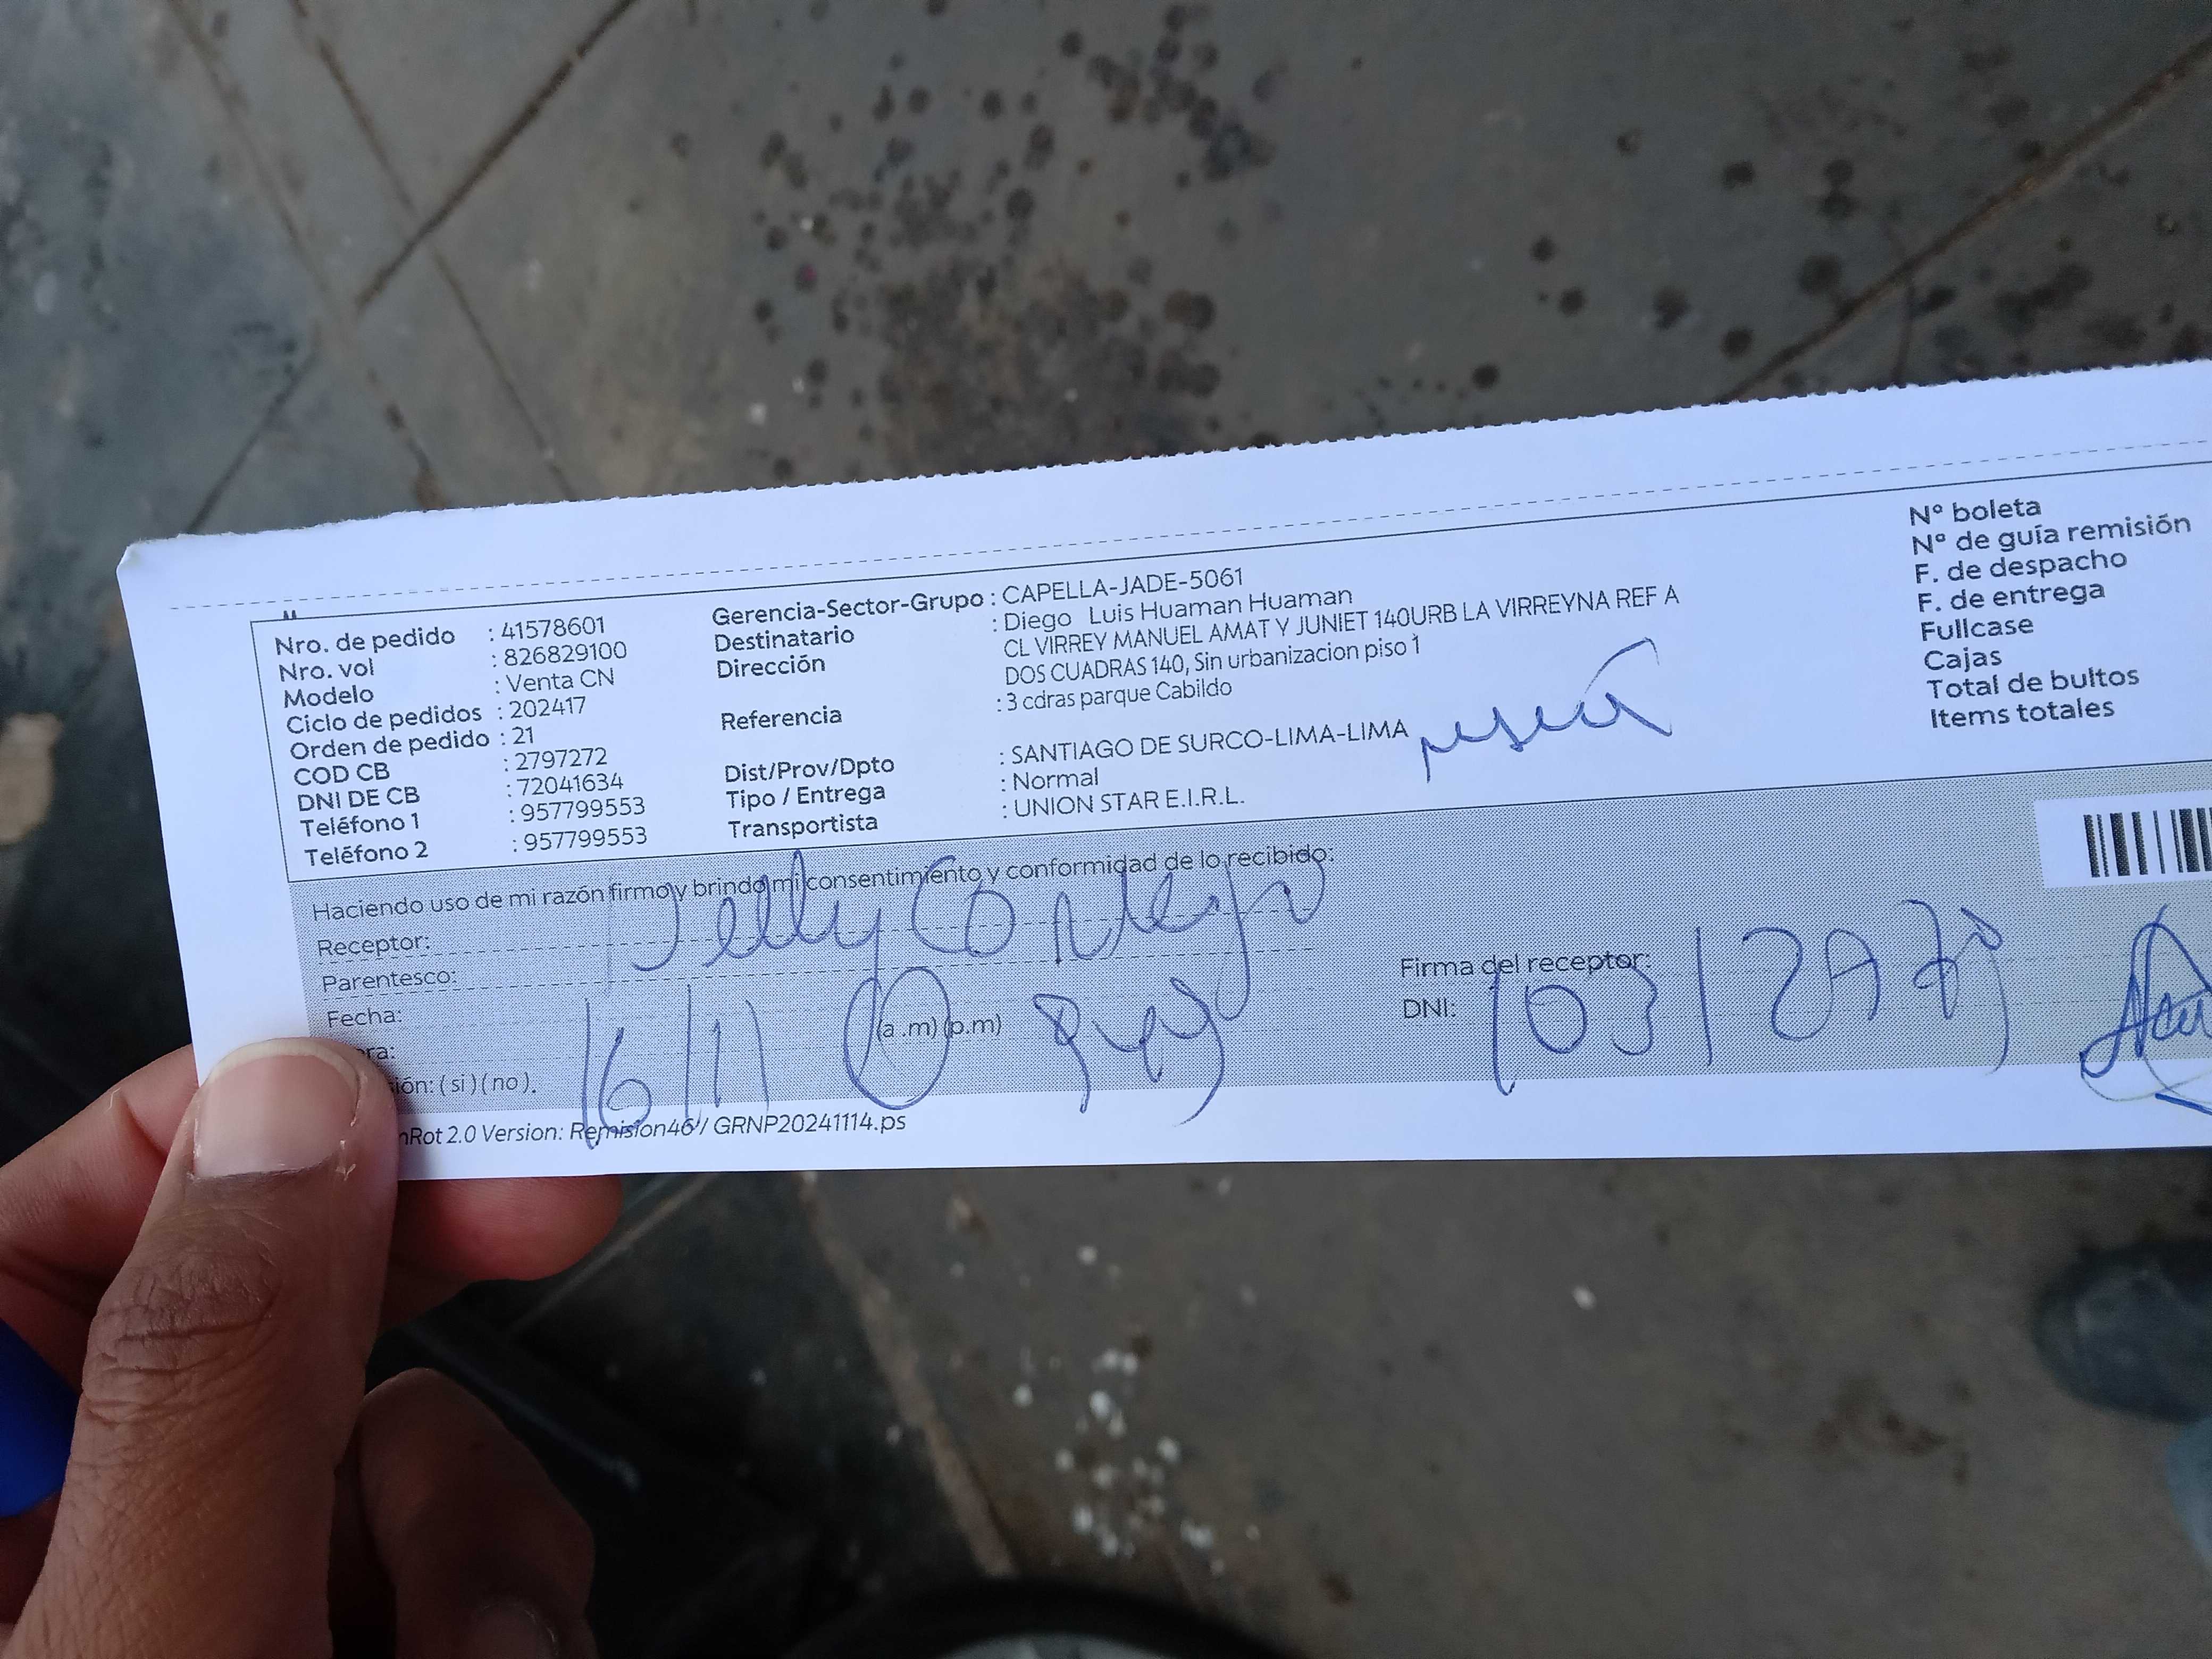 Nro. de pedido : 41578601
Nro. vol : 826829100
Modelo : Venta CN
Ciclo de pedidos : 202417
Orden de pedido : 21
COD CB : 2797272
DNI DE CB : 72041634
Teléfono 1 : 957799553
Teléfono 2 : 957799553
Gerencia-Sector-Grupo : CAPELLA-JADE-5061
Destinatario : Diego Luis Huaman Huaman
Dirección CL VIRREY MANUEL AMAT Y JUNIET 140URB LA VIRREYNA REF A
DOS CUADRAS 140, Sin urbanizacion piso 1
Referencia : 3 cdras parque Cabildo
Dist/Prov/Dpto : SANTIAGO DE SURCO-LIMA-LIMA
Tipo / Entrega : Normal
Transportista : UNION STAR E.I.R.L.
Nº boleta
Nº de guía remisión
F. de despacho
F. de entrega
Fullcase
Cajas
Total de bultos
Items totales
Haciendo uso de mi razón firmo y brindo mi consentimiento y conformidad de lo recibido:
Receptor:
Parentesco:
Fecha: 16/11
(a .m) (p.m)
(si) (no).
Firma del receptor:
DNI:
2.0 Version: Remision46 / GRNP20241114.ps